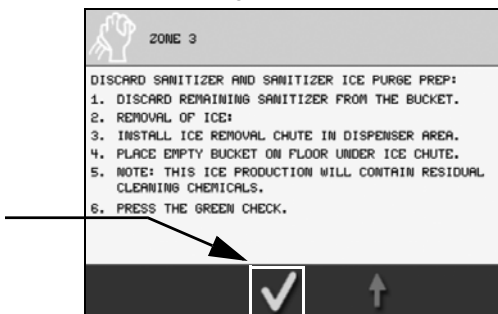 ZONE 3
DISCARD SANITIZER AND SANITIZER ICE PURGE PREP:
1. DISCARD REMAINING SANITIZER FROM THE BUCKET.
2. REMOVAL OF ICE:
3. INSTALL ICE REMOVAL CHUTE IN DISPENSER AREA.
4. PLACE EMPTY BUCKET ON FLOOR UNDER ICE CHUTE.
5. NOTE: THIS ICE PRODUCTION WILL CONTAIN RESIDUAL
CLEANING CHEMICALS.
6. PRESS THE GREEN CHECK.